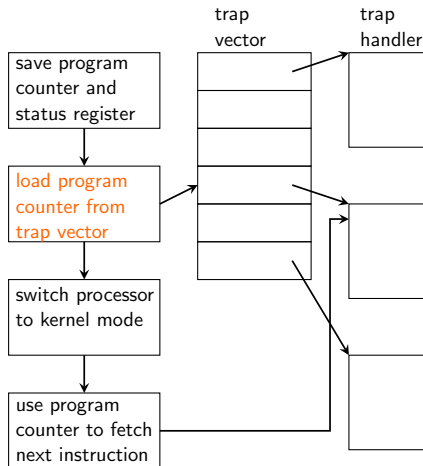 trap
vector
trap
handler
save program
counter and
status register
load program
counter from
trap vector
switch processor
to kernel mode
use program
counter to fetch
next instruction